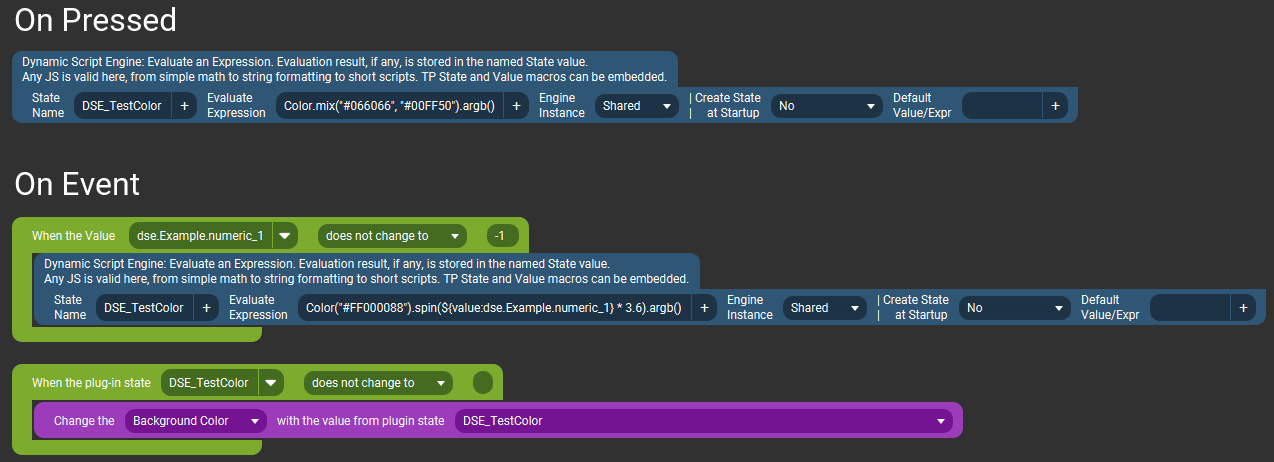 On Pressed
Dynamic Script Engine: Evaluate an Expression. Evaluation result, if any, is stored in the named State value.
Any JS is valid here, from simple math to string formatting to short scripts. TP State and Value macros can be embedded.
State Name DSE_TestColor + Evaluate Expression Color.mix("#066066", "#00FF50").argb() + Engine Instance Shared | Create State | at Startup No Default Value/Expr +
On Event
When the Value dse.Example.numeric_1 does not change to -1
Dynamic Script Engine: Evaluate an Expression. Evaluation result, if any, is stored in the named State value.
Any JS is valid here, from simple math to string formatting to short scripts. TP State and Value macros can be embedded.
State Name DSE_TestColor + Evaluate Expression Color("#FF000088").spin(${value:dse.Example.numeric_1} * 3.6).argb() + Engine Instance Shared | Create State | at Startup No Default Value/Expr +
When the plug-in state DSE_TestColor does not change to
Change the Background Color with the value from plugin state DSE_TestColor